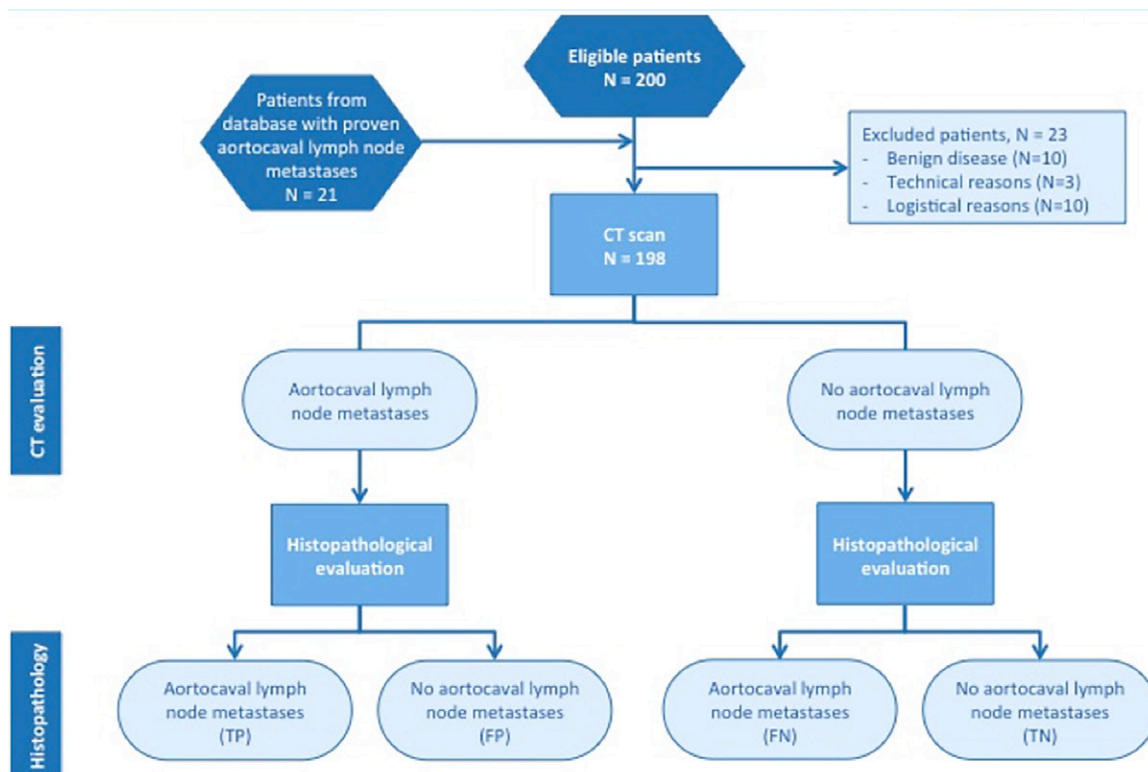 Eligible patients
N = 200
Patients from
database with proven
aortocaval lymph node
metastases
N = 21
Excluded patients, N = 23
- Benign disease (N=10)
- Technical reasons (N=3)
- Logistical reasons (N=10)
CT scan
N = 198
CT evaluation
Aortocaval lymph
node metastases
No aortocaval lymph
node metastases
Histopathological
evaluation
Histopathological
evaluation
Histopathology
Aortocaval lymph
node metastases
(TP)
No aortocaval lymph
node metastases
(FP)
Aortocaval lymph
node metastases
(FN)
No aortocaval lymph
node metastases
(TN)